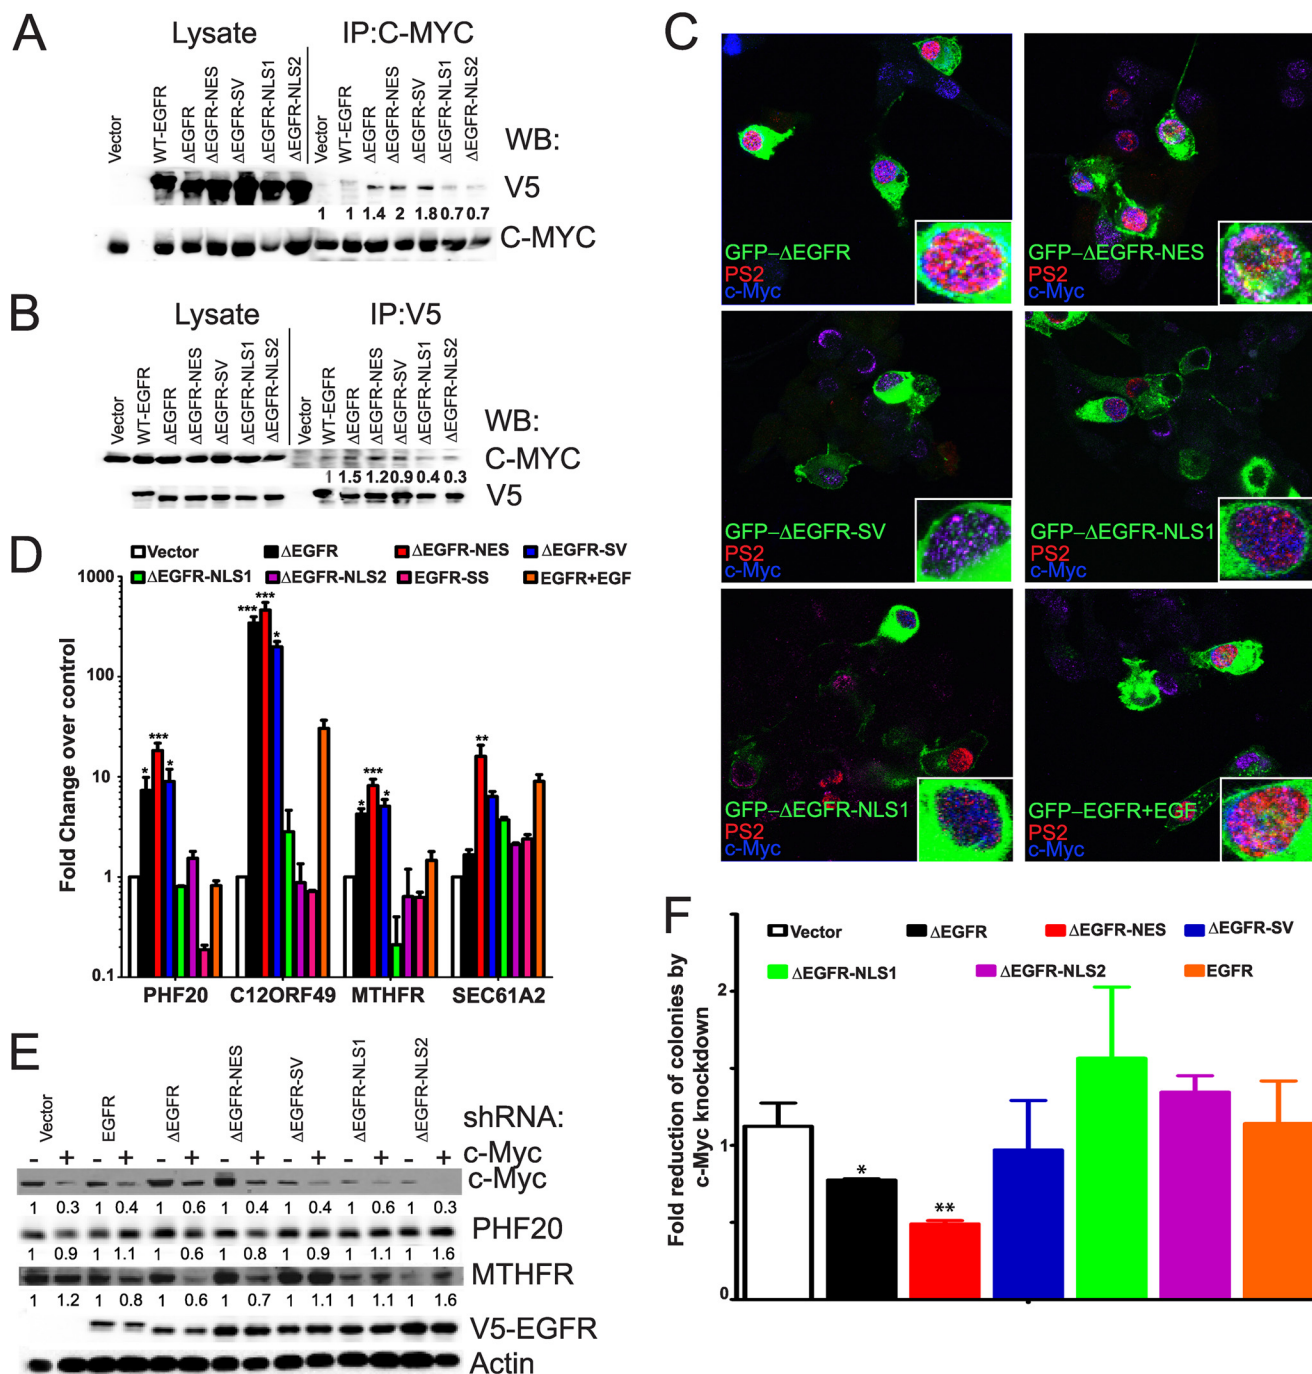 A
Lysate
IP:C-MYC
Vector
WT-EGFR
ΔEGFR
ΔEGFR-NES
ΔEGFR-SV
ΔEGFR-NLS1
ΔEGFR-NLS2
Vector
WT-EGFR
ΔEGFR
ΔEGFR-NES
ΔEGFR-SV
ΔEGFR-NLS1
ΔEGFR-NLS2
WB:
V5
1 1 1.4 2 1.8 0.7 0.7
C-MYC
B
Lysate
IP:V5
Vector
WT-EGFR
ΔEGFR
ΔEGFR-NES
ΔEGFR-SV
ΔEGFR-NLS1
ΔEGFR-NLS2
Vector
WT-EGFR
ΔEGFR
ΔEGFR-NES
ΔEGFR-SV
ΔEGFR-NLS1
ΔEGFR-NLS2
WB:
C-MYC
1 1.5 1.2 0.9 0.4 0.3
V5
C
GFP–ΔEGFR
PS2
c-Myc
GFP–ΔEGFR-NES
PS2
c-Myc
GFP–ΔEGFR-SV
PS2
c-Myc
GFP–ΔEGFR-NLS1
PS2
c-Myc
GFP–ΔEGFR-NLS1
PS2
c-Myc
GFP–EGFR+EGF
PS2
c-Myc
D
Vector ΔEGFR ΔEGFR-NES ΔEGFR-SV
ΔEGFR-NLS1 ΔEGFR-NLS2 EGFR-SS EGFR+EGF
Fold Change over control
1000
100
10
1
0.1
* *** *
*** *** *
* *** *
**
PHF20 C12ORF49 MTHFR SEC61A2
E
Vector
EGFR
ΔEGFR
ΔEGFR-NES
ΔEGFR-SV
ΔEGFR-NLS1
ΔEGFR-NLS2
shRNA:
- + - + - + - + - + - + - + c-Myc
c-Myc
1 0.3 1 0.4 1 0.6 1 0.4 1 0.4 1 0.6 1 0.3
PHF20
1 0.9 1 1.1 1 0.6 1 0.8 1 0.9 1 1.1 1 1.6
MTHFR
1 1.2 1 0.8 1 0.6 1 0.7 1 1.1 1 1.1 1 1.6
V5-EGFR
Actin
F
Vector ΔEGFR ΔEGFR-NES ΔEGFR-SV
ΔEGFR-NLS1 ΔEGFR-NLS2 EGFR
Fold reduction of colonies by
c-Myc knockdown
2
1
0
*
**